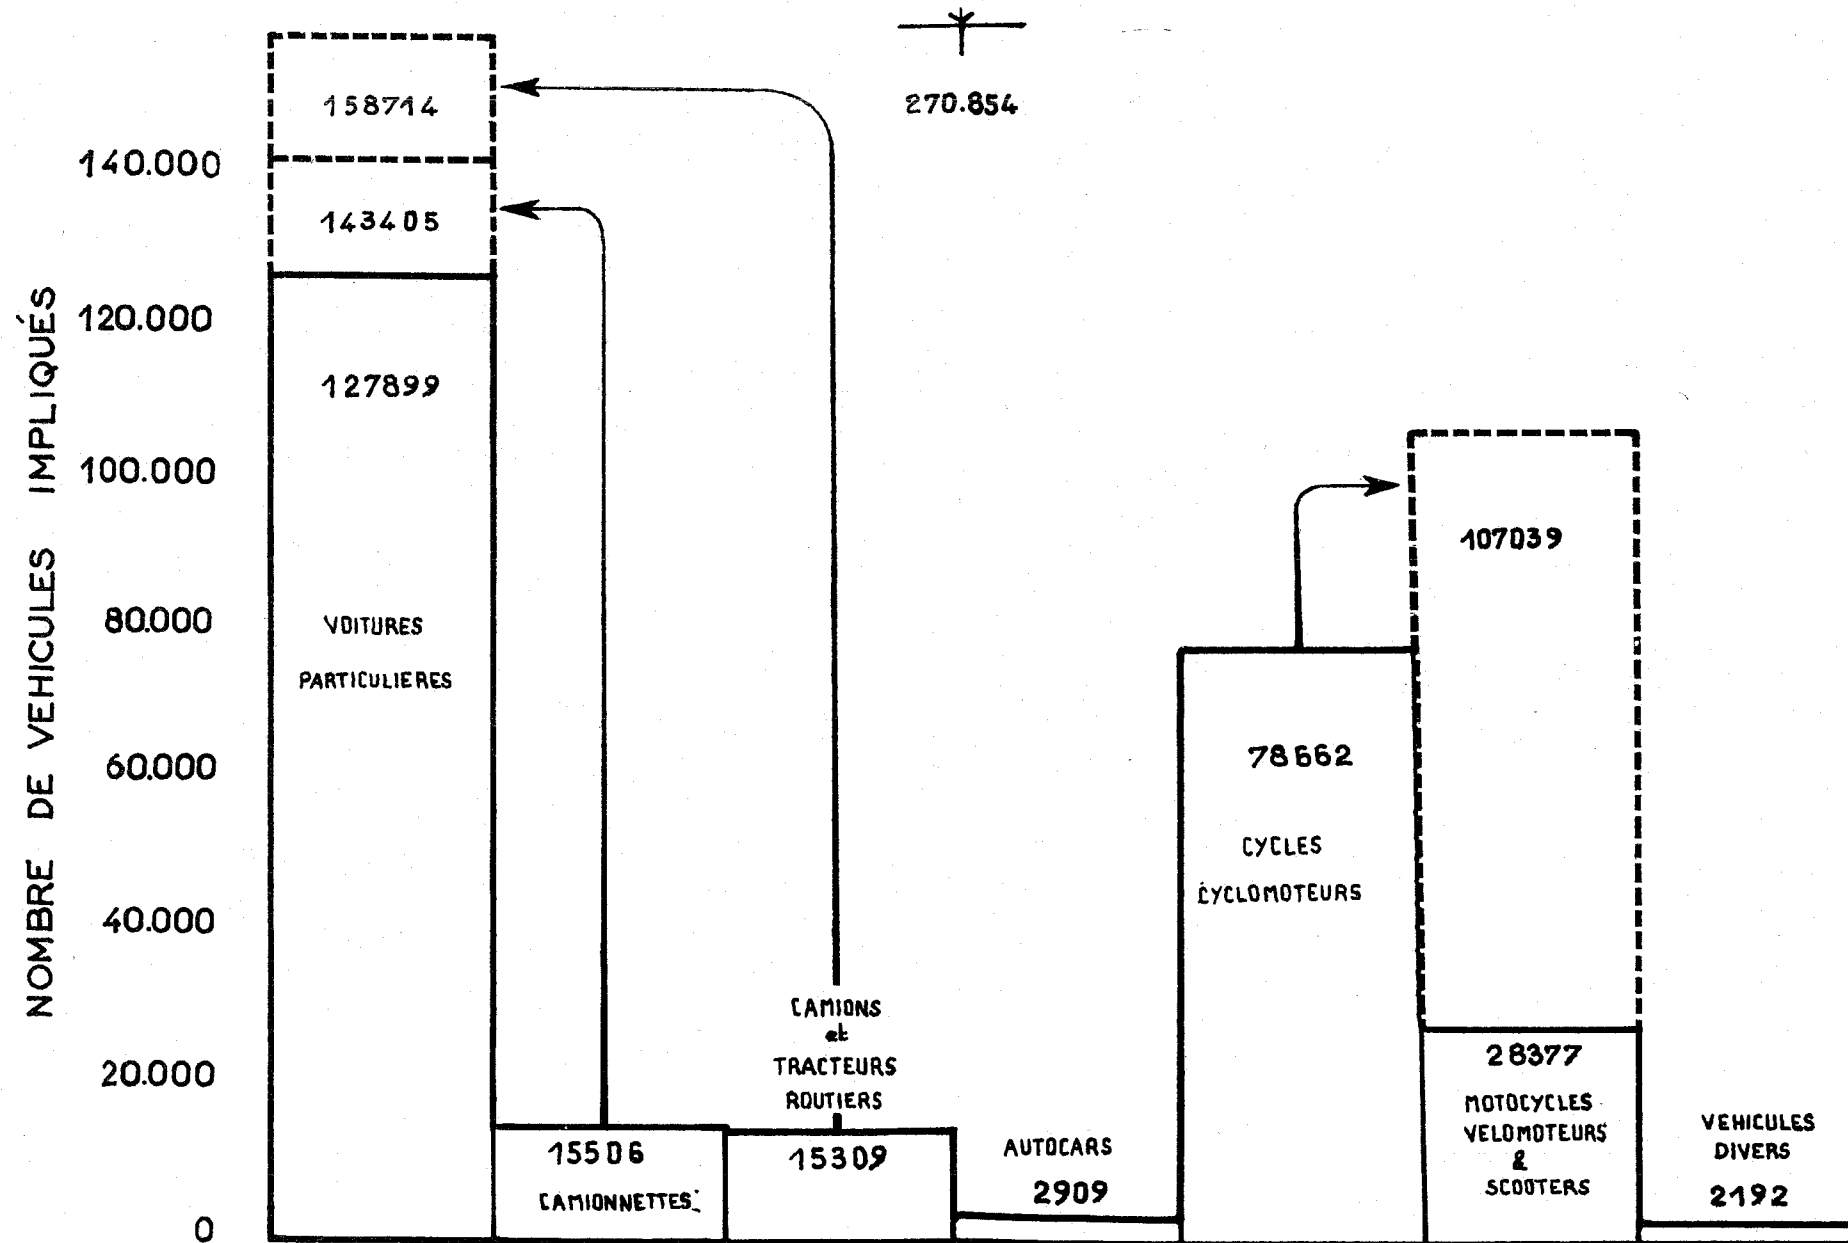 270.854
158714
143405
127899
VOITURES
PARTICULIERES
NOMBRE DE VEHICULES IMPLIQUÉS
140.000
120.000
100.000
80.000
60.000
40.000
20.000
0
15506
CAMIONNETTES
CAMIONS
et
TRACTEURS
ROUTIERS
15309
AUTOCARS
2909
78662
CYCLES
CYCLOMOTEURS
107039
28377
MOTOCYCLES
VELOMOTEURS
&
SCOOTERS
VEHICULES
DIVERS
2192